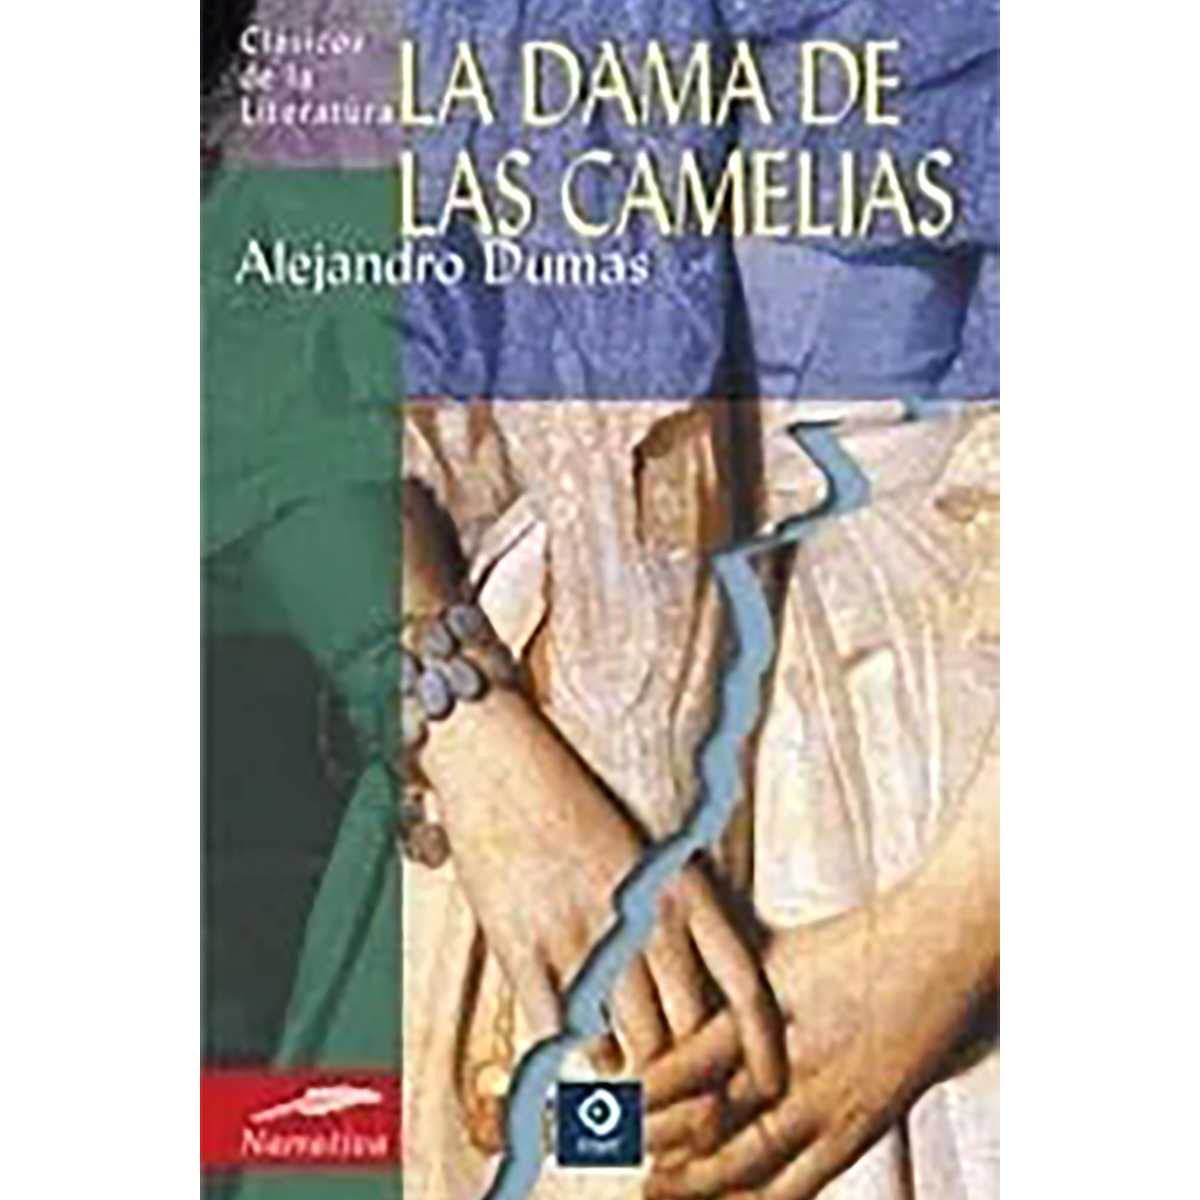 Clásicos
de la
Literatura
LA DAMA DE
LAS CAMELIAS
Alejandro Dumas
Narrativa